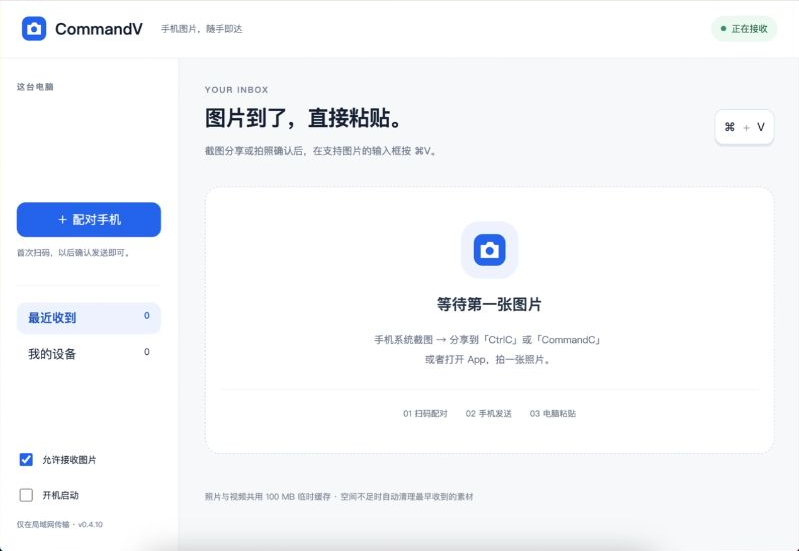 CommandV 手机图片，随手即达
正在接收
这台电脑
+ 配对手机
首次扫码，以后确认发送即可。
最近收到 0
我的设备 0
允许接收图片
开机启动
仅在局域网传输 · v0.4.10
YOUR INBOX
图片到了，直接粘贴。
截图分享或拍照确认后，在支持图片的输入框按 ⌘V。
⌘ + V
等待第一张图片
手机系统截图 → 分享到「CtrlC」或「CommandC」
或者打开 App，拍一张照片。
01 扫码配对 02 手机发送 03 电脑粘贴
照片与视频共用 100 MB 临时缓存 · 空间不足时自动清理最早收到的素材